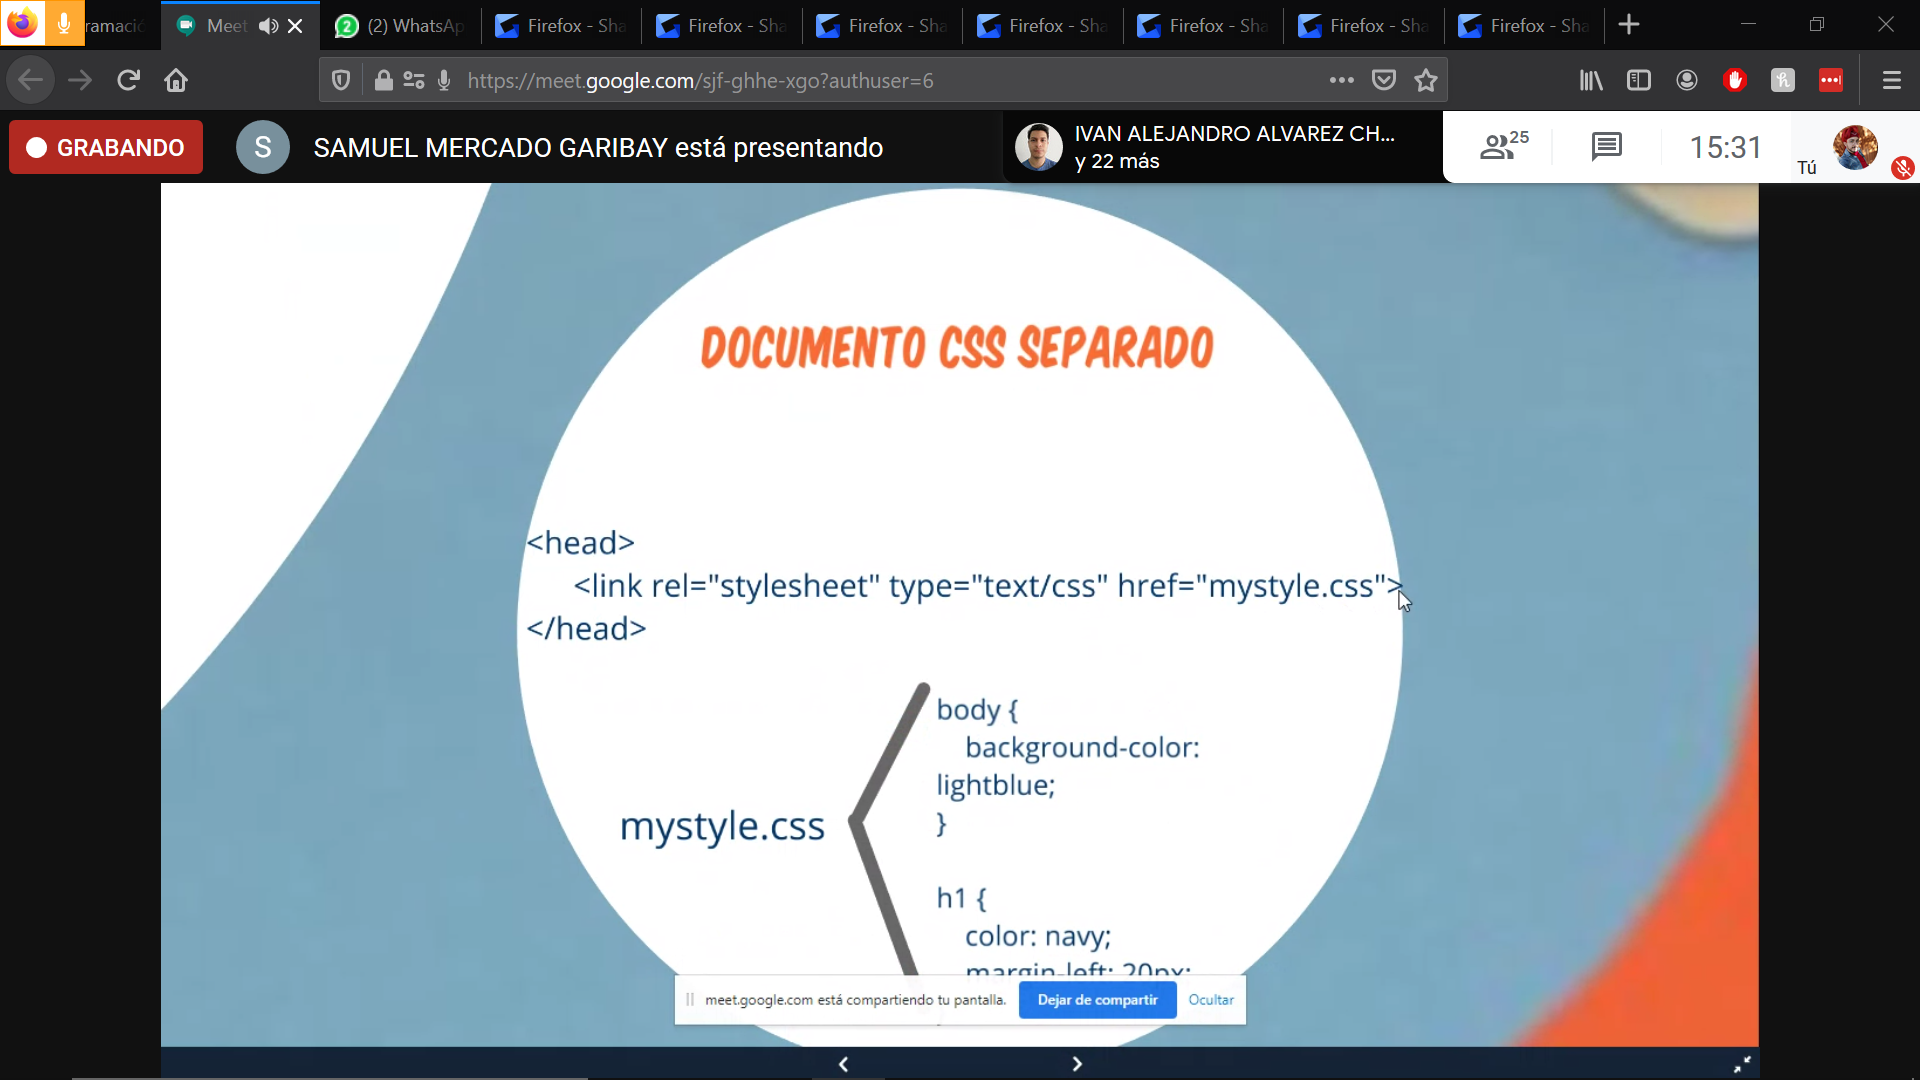 ramació
Meet
(2) WhatsAp
Firefox - Sha
Firefox - Sha
Firefox - Sha
Firefox - Sha
Firefox - Sha
Firefox - Sha
Firefox - Sha
https://meet.google.com/sjf-ghhe-xgo?authuser=6
GRABANDO
S
SAMUEL MERCADO GARIBAY está presentando
IVAN ALEJANDRO ALVAREZ CH...
y 22 más
25
15:31
Tú
DOCUMENTO CSS SEPARADO
<head>
<link rel="stylesheet" type="text/css" href="mystyle.css">
</head>
mystyle.css
body {
background-color:
lightblue;
}
h1 {
color: navy;
margin-left: 20px;
meet.google.com está compartiendo tu pantalla.
Dejar de compartir
Ocultar